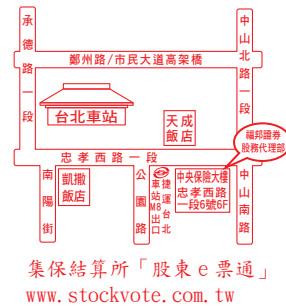 承德路一段
中山北路一段
鄭州路/市民大道高架橋
台北車站
天成
飯店
福邦證券
股務代理部
忠孝西路一段
南陽街
凱撒
飯店
公園路
捷運台北
車站M8出口
中央保險大樓
忠孝西路
一段6號6F
中山南路
集保結算所「股東e票通」
www.stockvote.com.tw